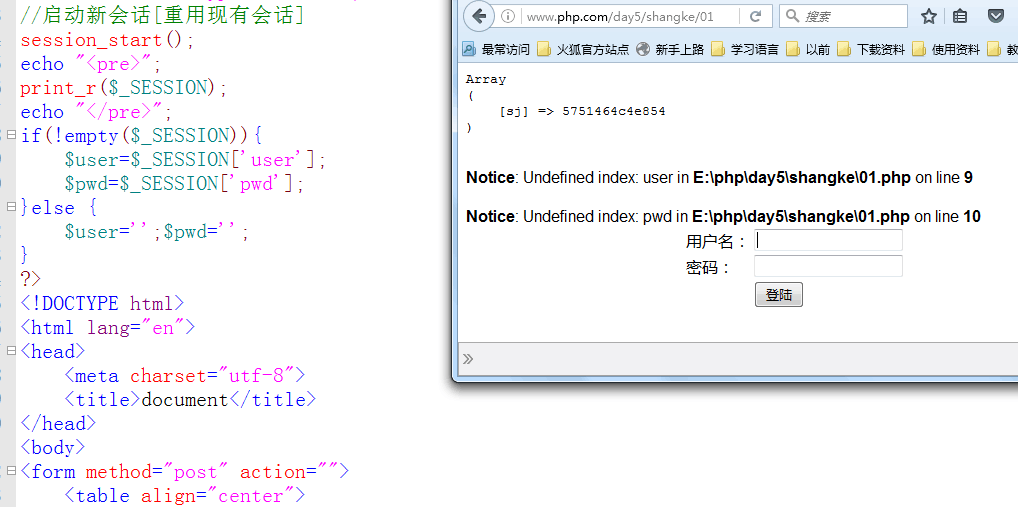 //启动新会话[重用现有会话]
session_start();
echo "<pre>";
print_r($_SESSION);
echo "</pre>";
if(!empty($_SESSION)){
    $user=$_SESSION['user'];
    $pwd=$_SESSION['pwd'];
}else {
    $user='';$pwd='';
}
?>
<!DOCTYPE html>
<html lang="en">
<head>
    <meta charset="utf-8">
    <title>document</title>
</head>
<body>
<form method="post" action="">
    <table align="center">
www.php.com/day5/shangke/01
搜索
最常访问 火狐官方站点 新手上路 学习语言 以前 下载资料 使用资料
Array
(
    [sj] => 5751464c4e854
)
Notice: Undefined index: user in E:\php\day5\shangke\01.php on line 9
Notice: Undefined index: pwd in E:\php\day5\shangke\01.php on line 10
用户名：
密码：
登陆